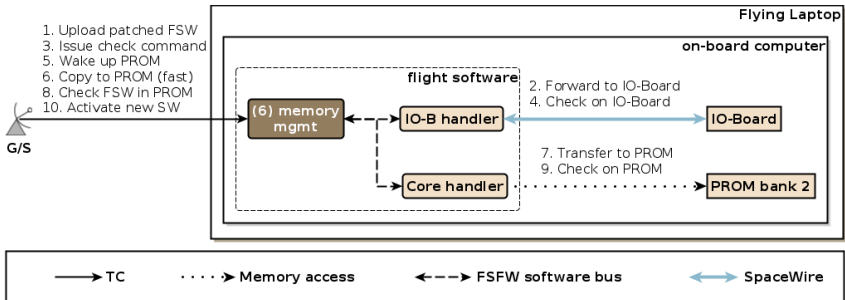 Flying Laptop
on-board computer
1. Upload patched FSW
3. Issue check command
5. Wake up PROM
6. Copy to PROM (fast)
8. Check FSW in PROM
10. Activate new SW
G/S
flight software
(6) memory
mgmt
IO-B handler
Core handler
2. Forward to IO-Board
4. Check on IO-Board
IO-Board
7. Transfer to PROM
9. Check on PROM
PROM bank 2
TC
Memory access
FSFW software bus
SpaceWire